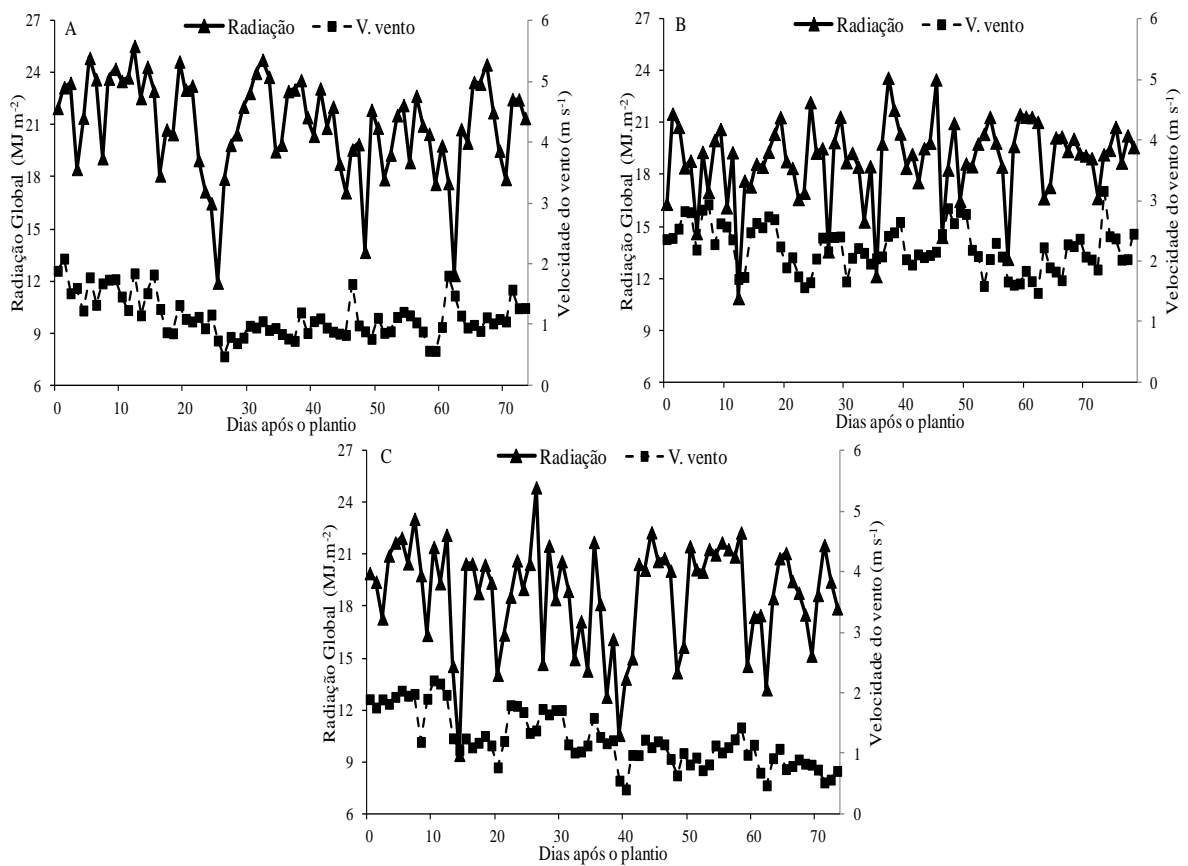 A
Radiação V. vento
27
24
21
18
15
12
9
6
6
5
4
3
2
1
0
Radiação Global (MJ m⁻²)
Velocidade do vento (m s⁻¹)
0 10 20 30 40 50 60 70
Dias após o plantio
B
Radiação V. vento
27
24
21
18
15
12
9
6
6
5
4
3
2
1
0
Radiação Global (MJ.m⁻²)
Velocidade do vento (m s⁻¹)
0 10 20 30 40 50 60 70
Dias após o plantio
C
Radiação V. vento
27
24
21
18
15
12
9
6
6
5
4
3
2
1
0
Radiação Global (MJ.m⁻²)
Velocidade do vento (m s⁻¹)
0 10 20 30 40 50 60 70
Dias após o plantio